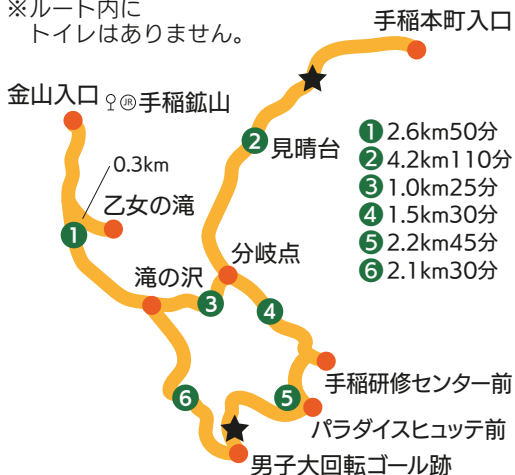 ※ルート内に
トイレはありません。
手稲本町入口
金山入口 JR手稲鉱山
0.3km
乙女の滝
1
2 見晴台
1 2.6km50分
2 4.2km110分
3 1.0km25分
4 1.5km30分
5 2.2km45分
6 2.1km30分
分岐点
滝の沢
3
4
手稲研修センター前
6
5
パラダイスヒュッテ前
男子大回転ゴール跡